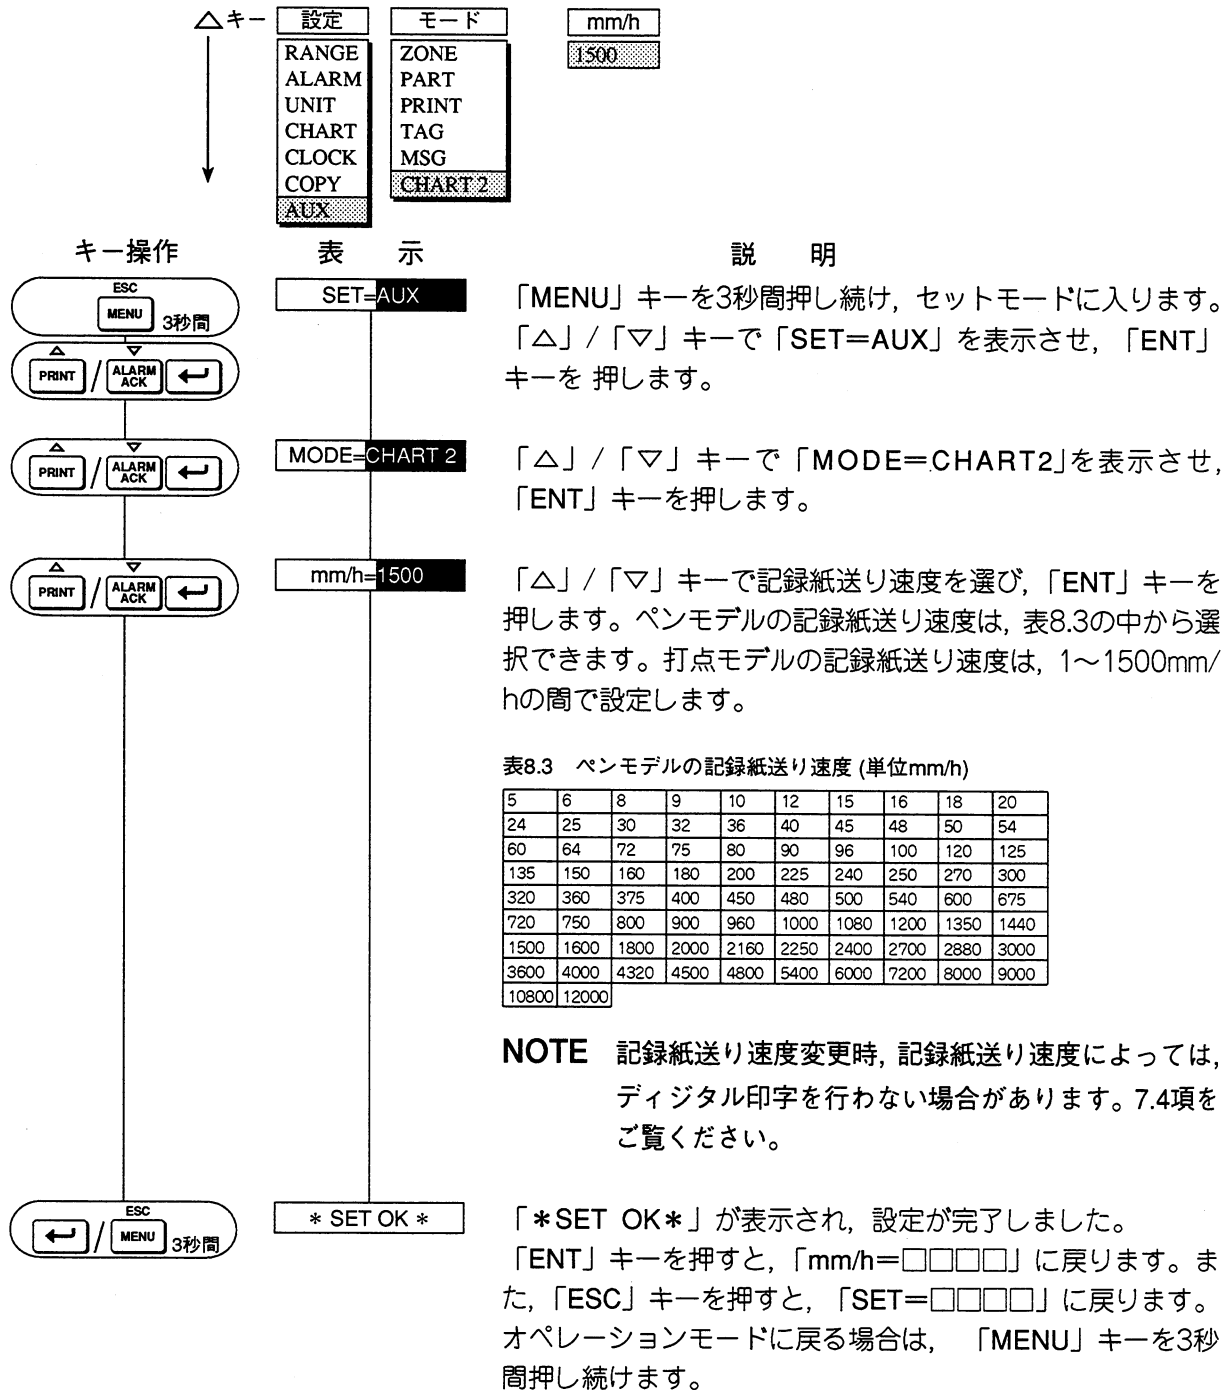 △キー 設定 モード mm/h
RANGE ZONE 1500
ALARM PART
UNIT PRINT
CHART TAG
CLOCK MSG
COPY CHART 2
AUX
キー操作 表 示 説 明
ESC
MENU 3秒間
SET=AUX
「MENU」キーを3秒間押し続け,セットモードに入ります。
「△」/「▽」キーで「SET=AUX」を表示させ,「ENT」
キーを 押します。
△ ▽
PRINT / ALARM ACK ↵
△ ▽
PRINT / ALARM ACK ↵
MODE=CHART 2
「△」/「▽」キーで「MODE=CHART2」を表示させ,
「ENT」キーを押します。
△ ▽
PRINT / ALARM ACK ↵
mm/h=1500
「△」/「▽」キーで記録紙送り速度を選び,「ENT」キーを
押します。ペンモデルの記録紙送り速度は,表8.3の中から選
択できます。打点モデルの記録紙送り速度は,1〜1500mm/
hの間で設定します。
表8.3 ペンモデルの記録紙送り速度 (単位mm/h)
5 6 8 9 10 12 15 16 18 20
24 25 30 32 36 40 45 48 50 54
60 64 72 75 80 90 96 100 120 125
135 150 160 180 200 225 240 250 270 300
320 360 375 400 450 480 500 540 600 675
720 750 800 900 960 1000 1080 1200 1350 1440
1500 1600 1800 2000 2160 2250 2400 2700 2880 3000
3600 4000 4320 4500 4800 5400 6000 7200 8000 9000
10800 12000
NOTE 記録紙送り速度変更時,記録紙送り速度によっては,
ディジタル印字を行わない場合があります。7.4項を
ご覧ください。
ESC
↵ / MENU 3秒間
* SET OK *
「*SET OK*」が表示され,設定が完了しました。
「ENT」キーを押すと,「mm/h=□□□□」に戻ります。ま
た,「ESC」キーを押すと,「SET=□□□□」に戻ります。
オペレーションモードに戻る場合は, 「MENU」キーを3秒
間押し続けます。